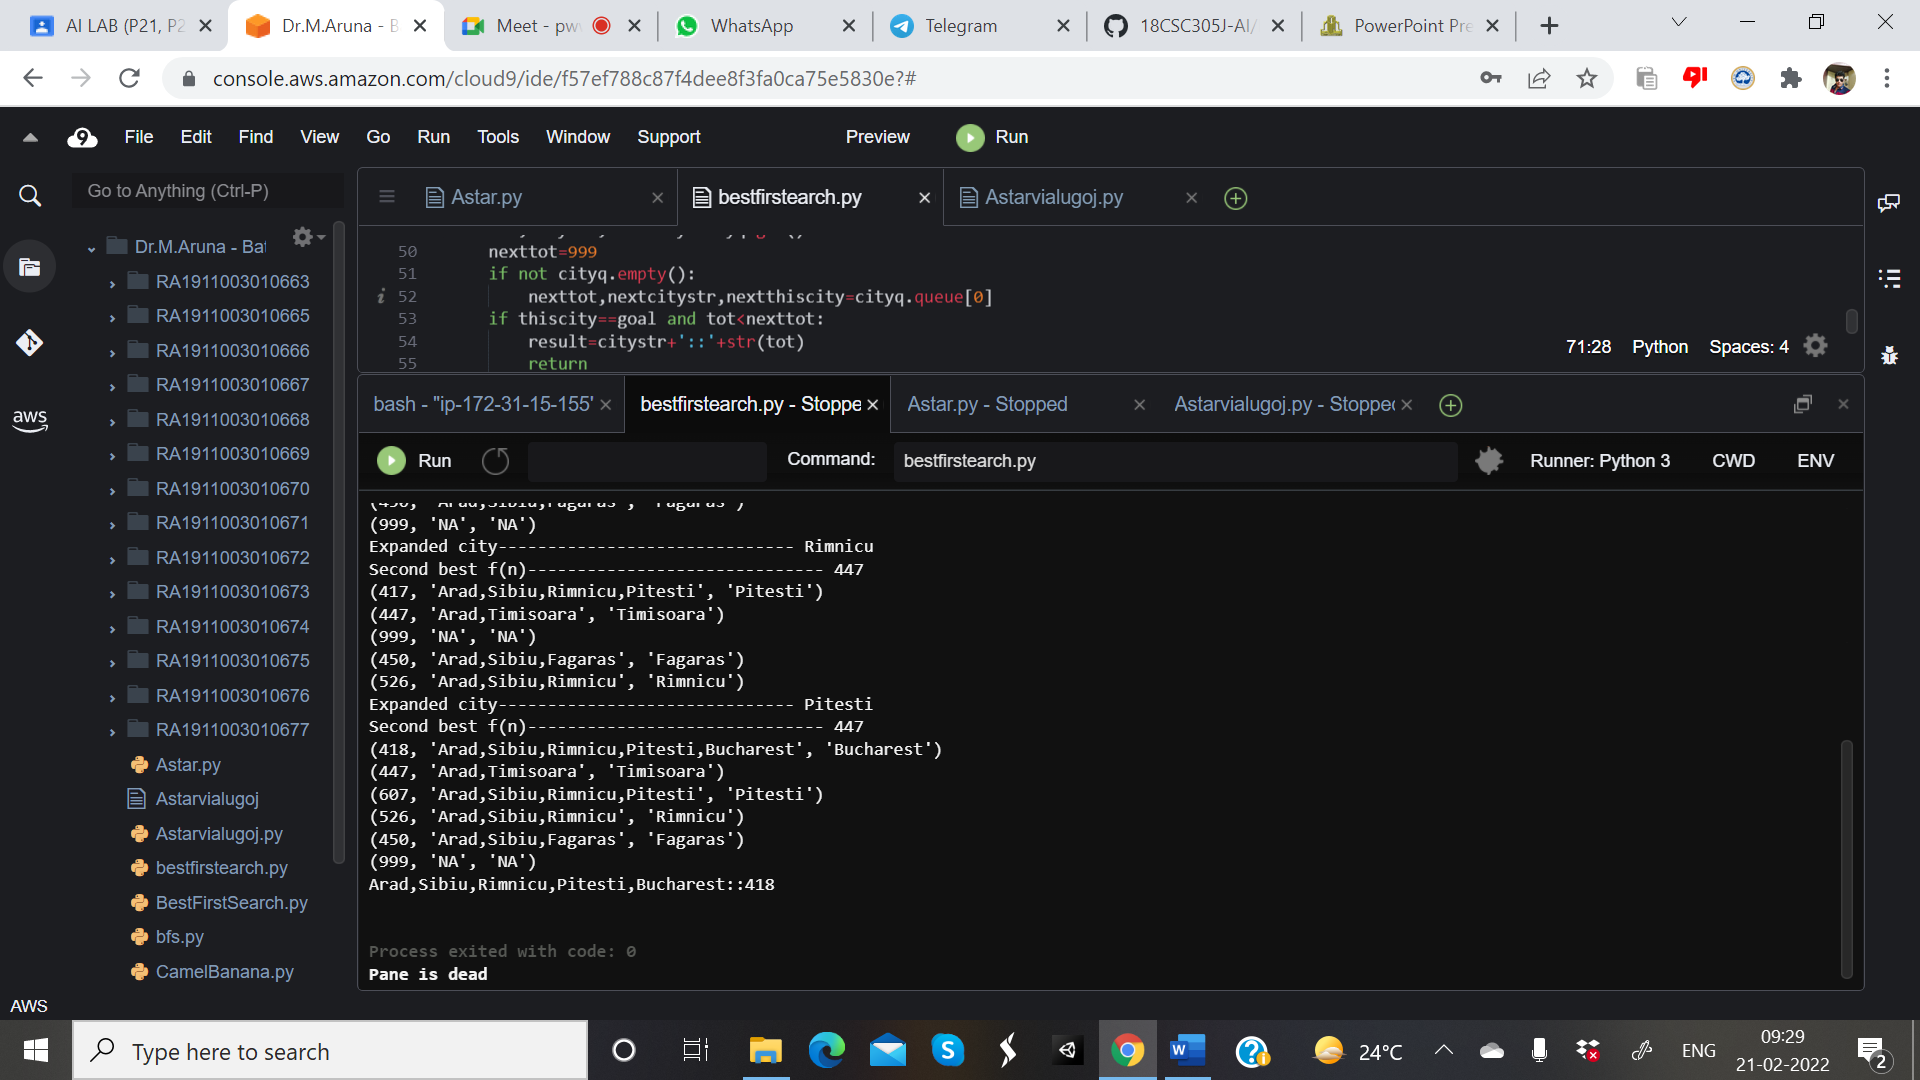 AI LAB (P21, P2
Dr.M.Aruna - B
Meet - pw
WhatsApp
Telegram
18CSC305J-AI/
PowerPoint Pre
console.aws.amazon.com/cloud9/ide/f57ef788c87f4dee8f3fa0ca75e5830e?#
9 File Edit Find View Go Run Tools Window Support Preview Run
Go to Anything (Ctrl-P)
Astar.py
bestfirstearch.py
Astarvialugoj.py
Dr.M.Aruna - Bat
RA1911003010663
RA1911003010665
RA1911003010666
RA1911003010667
RA1911003010668
RA1911003010669
RA1911003010670
RA1911003010671
RA1911003010672
RA1911003010673
RA1911003010674
RA1911003010675
RA1911003010676
RA1911003010677
Astar.py
Astarvialugoj
Astarvialugoj.py
bestfirstearch.py
BestFirstSearch.py
bfs.py
CamelBanana.py
aws
AWS
50 nexttot=999
51 if not cityq.empty():
52 nexttot,nextcitystr,nextthiscity=cityq.queue[0]
53 if thiscity==goal and tot<nexttot:
54 result=citystr+'::'+str(tot)
55 return
71:28 Python Spaces: 4
bash - "ip-172-31-15-155'
bestfirstearch.py - Stoppe
Astar.py - Stopped
Astarvialugoj.py - Stopped
Run
Command:
bestfirstearch.py
Runner: Python 3
CWD
ENV
(450, 'Arad,Sibiu,Fagaras', 'Fagaras')
(999, 'NA', 'NA')
Expanded city------------------------------ Rimnicu
Second best f(n)------------------------------ 447
(417, 'Arad,Sibiu,Rimnicu,Pitesti', 'Pitesti')
(447, 'Arad,Timisoara', 'Timisoara')
(999, 'NA', 'NA')
(450, 'Arad,Sibiu,Fagaras', 'Fagaras')
(526, 'Arad,Sibiu,Rimnicu', 'Rimnicu')
Expanded city------------------------------ Pitesti
Second best f(n)------------------------------ 447
(418, 'Arad,Sibiu,Rimnicu,Pitesti,Bucharest', 'Bucharest')
(447, 'Arad,Timisoara', 'Timisoara')
(607, 'Arad,Sibiu,Rimnicu,Pitesti', 'Pitesti')
(526, 'Arad,Sibiu,Rimnicu', 'Rimnicu')
(450, 'Arad,Sibiu,Fagaras', 'Fagaras')
(999, 'NA', 'NA')
Arad,Sibiu,Rimnicu,Pitesti,Bucharest::418
Process exited with code: 0
Pane is dead
Type here to search
24°C
ENG
09:29
21-02-2022
2